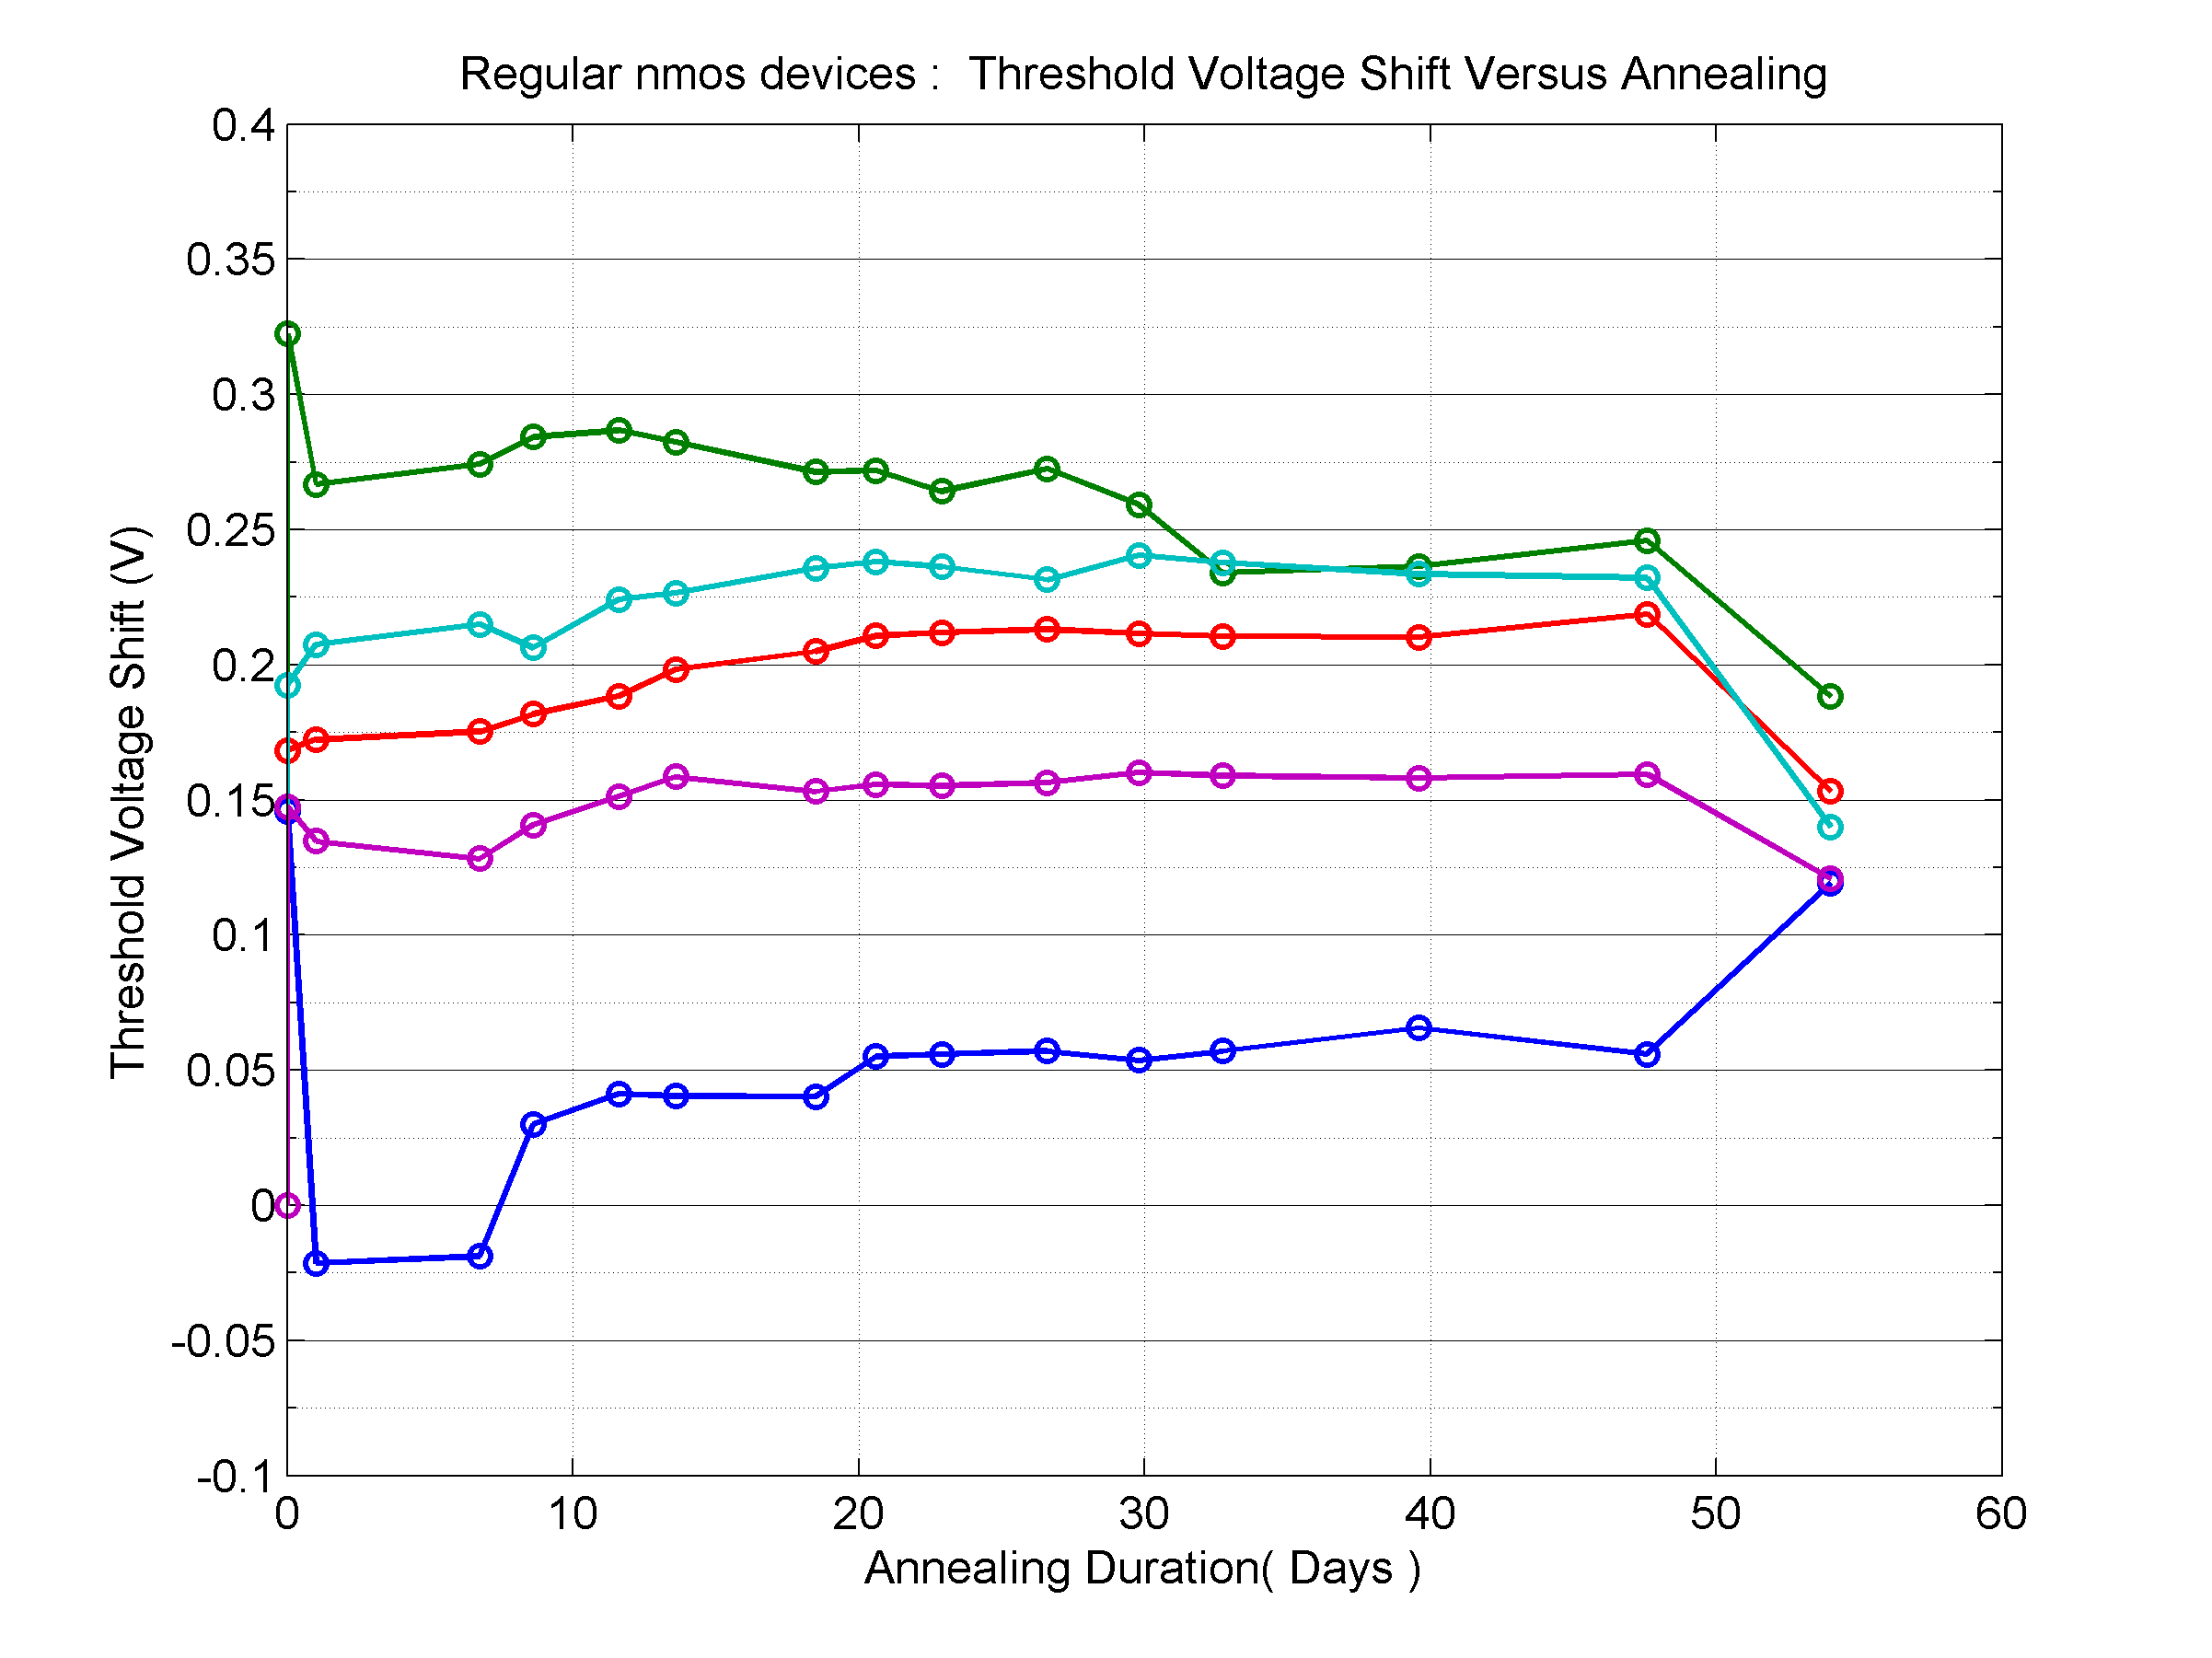 Regular nmos devices :  Threshold Voltage Shift Versus Annealing
0.4
0.35
0.3
0.25
0.2
0.15
0.1
0.05
0
-0.05
-0.1
Threshold Voltage Shift (V)
0 10 20 30 40 50 60
Annealing Duration( Days )